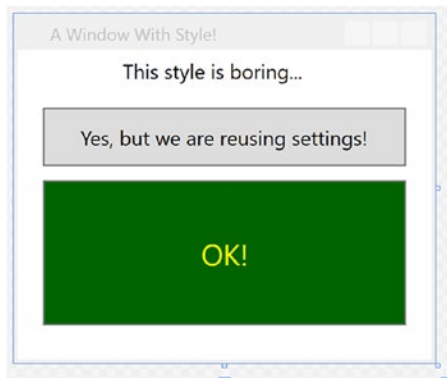 A Window With Style!
This style is boring...
Yes, but we are reusing settings!
OK!